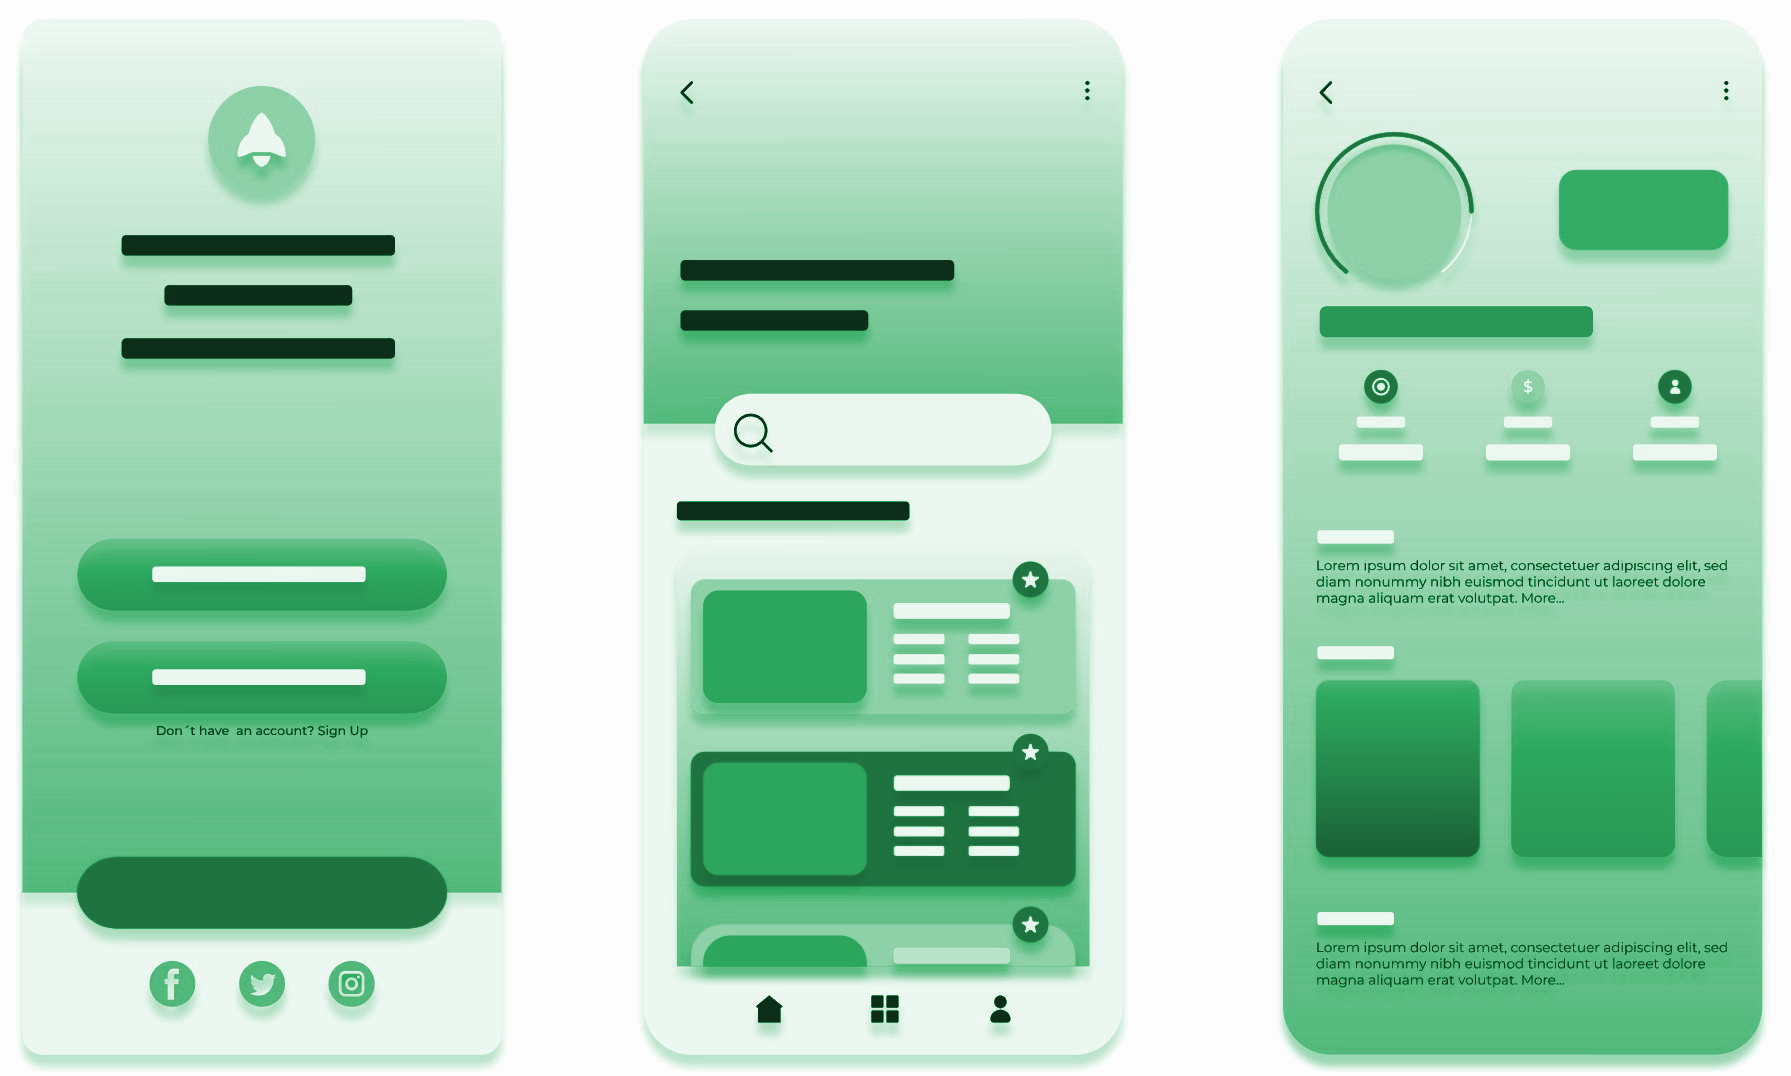 Don´t have  an account? Sign Up
$
Lorem ipsum dolor sit amet, consectetuer adipiscing elit, sed
diam nonummy nibh euismod tincidunt ut laoreet dolore
magna aliquam erat volutpat. More...
Lorem ipsum dolor sit amet, consectetuer adipiscing elit, sed
diam nonummy nibh euismod tincidunt ut laoreet dolore
magna aliquam erat volutpat. More...